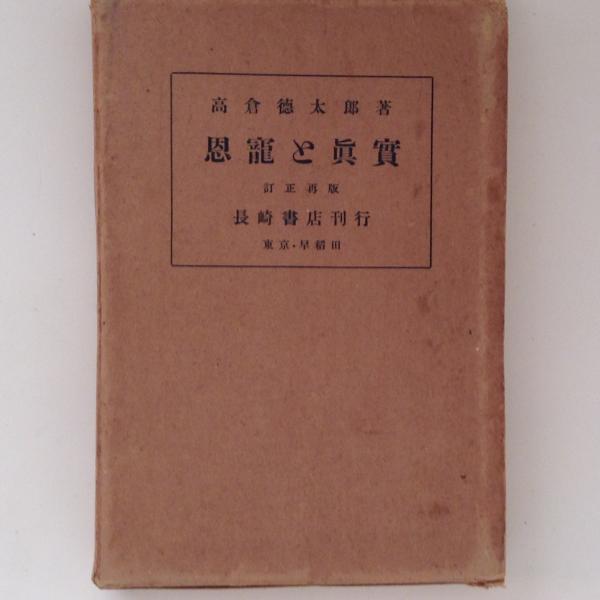 高倉徳太郎著
恩寵と眞實
訂正再版
長崎書店刊行
東京・早稲田